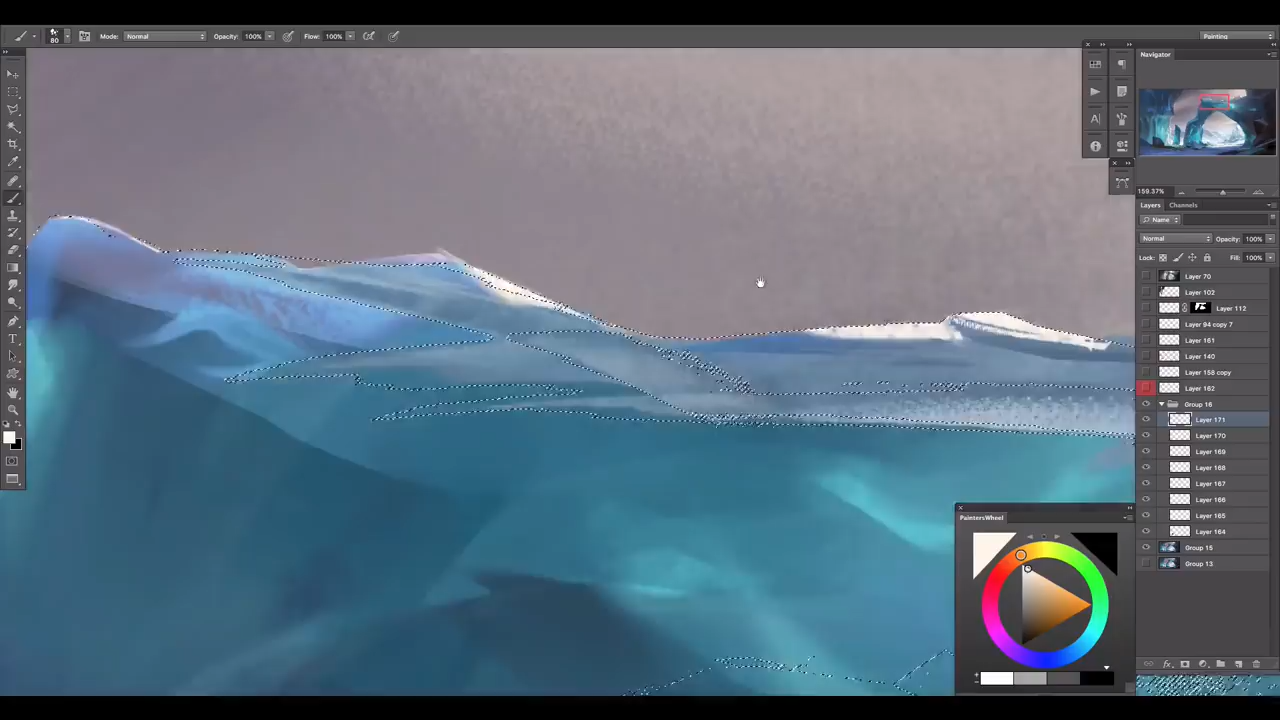 80
Mode: Normal
Opacity: 100%
Flow: 100%
Painting
Navigator
159.37%
Layers Channels
Name
Normal
Opacity: 100%
Lock:
Fill: 100%
Layer 70
Layer 102
Layer 112
Layer 94 copy 7
Layer 161
Layer 140
Layer 158 copy
Layer 162
Group 16
Layer 171
Layer 170
Layer 169
Layer 168
Layer 167
Layer 166
Layer 165
Layer 164
Group 15
Group 13
PaintersWheel
fx